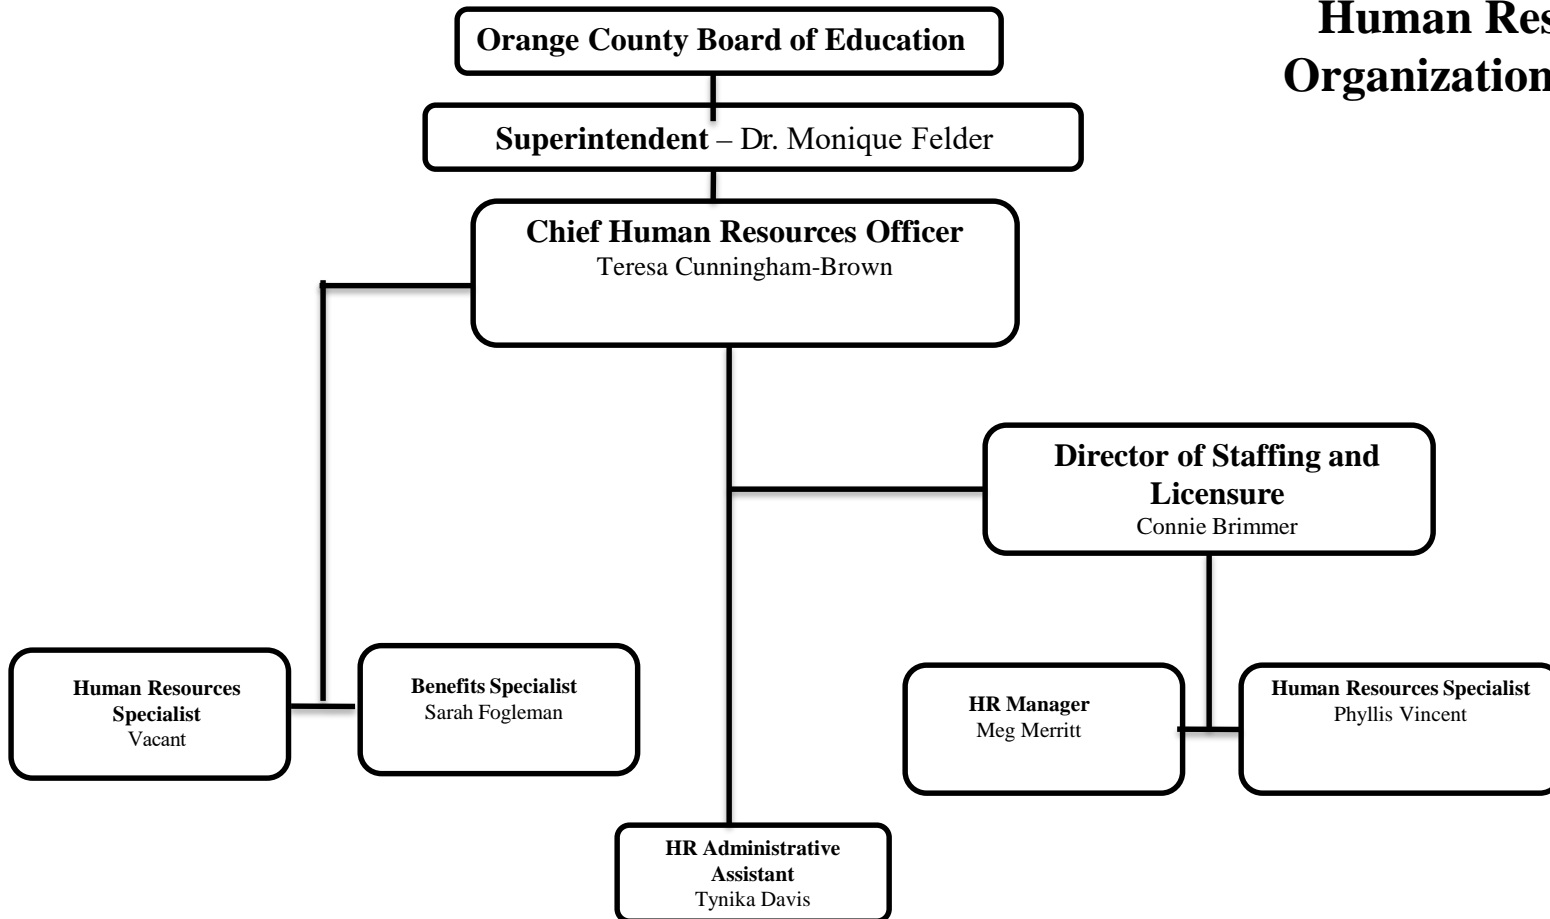 Human Res
Organization
Orange County Board of Education
Superintendent – Dr. Monique Felder
Chief Human Resources Officer
Teresa Cunningham-Brown
Director of Staffing and
Licensure
Connie Brimmer
Human Resources
Specialist
Vacant
Benefits Specialist
Sarah Fogleman
HR Manager
Meg Merritt
Human Resources Specialist
Phyllis Vincent
HR Administrative
Assistant
Tynika Davis